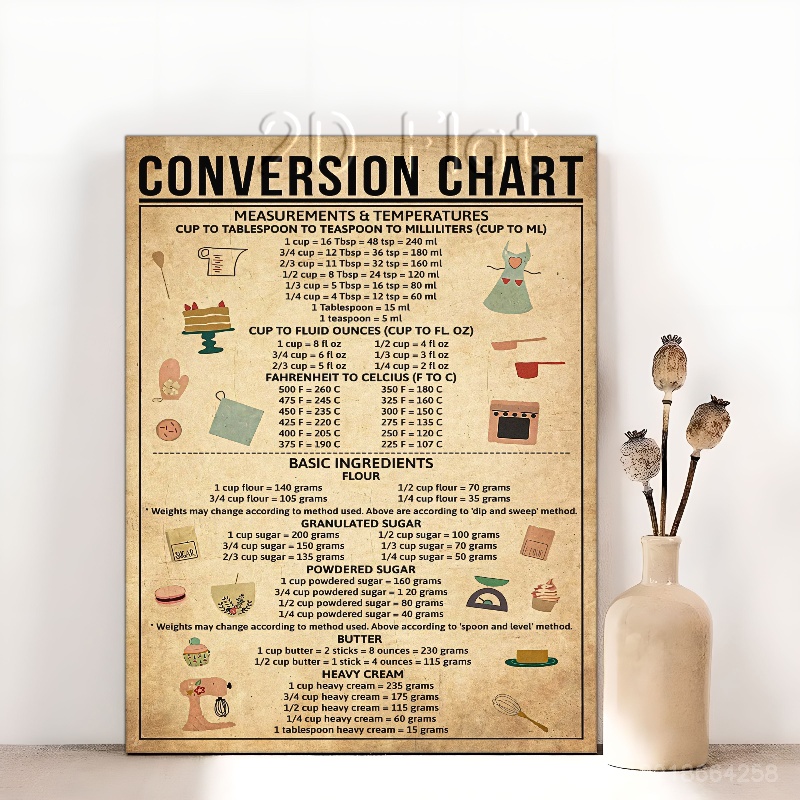 2D Flat
CONVERSION CHART
MEASUREMENTS & TEMPERATURES
CUP TO TABLESPOON TO TEASPOON TO MILLILITERS (CUP TO ML)
1 cup = 16 Tbsp = 48 tsp = 240 ml
3/4 cup = 12 Tbsp = 36 tsp = 180 ml
2/3 cup = 11 Tbsp = 32 tsp = 160 ml
1/2 cup = 8 Tbsp = 24 tsp = 120 ml
1/3 cup = 5 Tbsp = 16 tsp = 80 ml
1/4 cup = 4 Tbsp = 12 tsp = 60 ml
1 Tablespoon = 15 ml
1 teaspoon = 5 ml
CUP TO FLUID OUNCES (CUP TO FL. OZ)
1 cup = 8 fl oz 1/2 cup = 4 fl oz
3/4 cup = 6 fl oz 1/3 cup = 3 fl oz
2/3 cup = 5 fl oz 1/4 cup = 2 fl oz
FAHRENHEIT TO CELCIUS (F TO C)
500 F = 260 C 350 F = 180 C
475 F = 245 C 325 F = 160 C
450 F = 235 C 300 F = 150 C
425 F = 220 C 275 F = 135 C
400 F = 205 C 250 F = 120 C
375 F = 190 C 225 F = 107 C
BASIC INGREDIENTS
FLOUR
1 cup flour = 140 grams 1/2 cup flour = 70 grams
3/4 cup flour = 105 grams 1/4 cup flour = 35 grams
* Weights may change according to method used. Above are according to 'dip and sweep' method.
GRANULATED SUGAR
1 cup sugar = 200 grams 1/2 cup sugar = 100 grams
3/4 cup sugar = 150 grams 1/3 cup sugar = 70 grams
2/3 cup sugar = 135 grams 1/4 cup sugar = 50 grams
SUGAR
FLOUR
POWDERED SUGAR
1 cup powdered sugar = 160 grams
3/4 cup powdered sugar = 1 20 grams
1/2 cup powdered sugar = 80 grams
1/4 cup powdered sugar = 40 grams
* Weights may change according to method used. Above according to 'spoon and level' method.
BUTTER
1 cup butter = 2 sticks = 8 ounces = 230 grams
1/2 cup butter = 1 stick = 4 ounces = 115 grams
HEAVY CREAM
1 cup heavy cream = 235 grams
3/4 cup heavy cream = 175 grams
1/2 cup heavy cream = 115 grams
1/4 cup heavy cream = 60 grams
1 tablespoon heavy cream = 15 grams